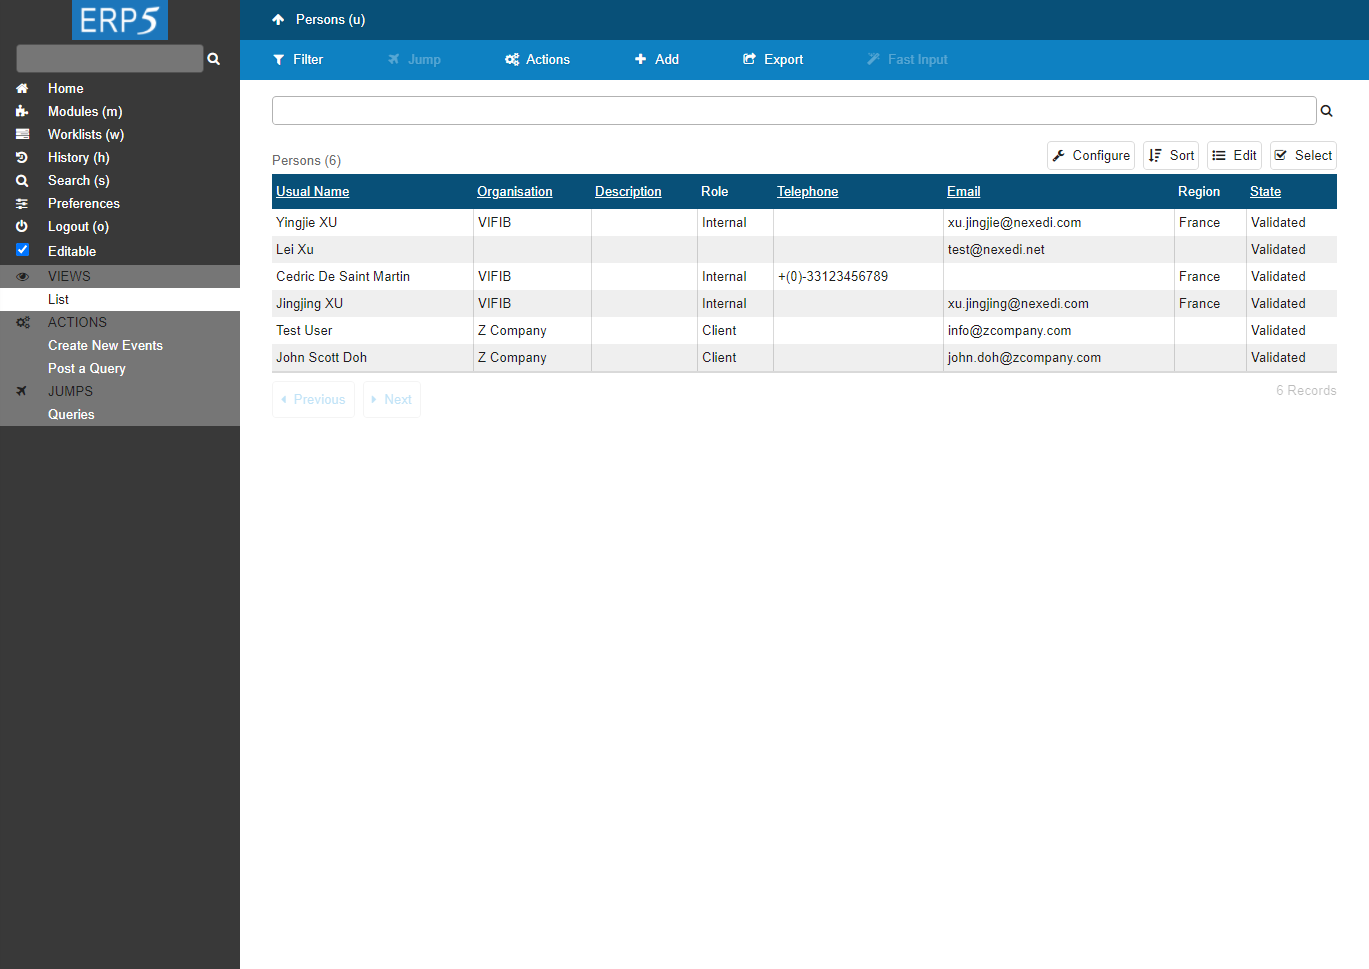 ERP5
Home
Modules (m)
Worklists (w)
History (h)
Search (s)
Preferences
Logout (o)
Editable
VIEWS
List
ACTIONS
Create New Events
Post a Query
JUMPS
Queries
Persons (u)
Filter Jump Actions Add Export Fast Input
Persons (6) Configure Sort Edit Select
Usual Name Organisation Description Role Telephone Email Region State
Yingjie XU VIFIB Internal xu.jingjie@nexedi.com France Validated
Lei Xu test@nexedi.net Validated
Cedric De Saint Martin VIFIB Internal +(0)-33123456789 France Validated
Jingjing XU VIFIB Internal xu.jingjing@nexedi.com France Validated
Test User Z Company Client info@zcompany.com Validated
John Scott Doh Z Company Client john.doh@zcompany.com Validated
Previous Next 6 Records